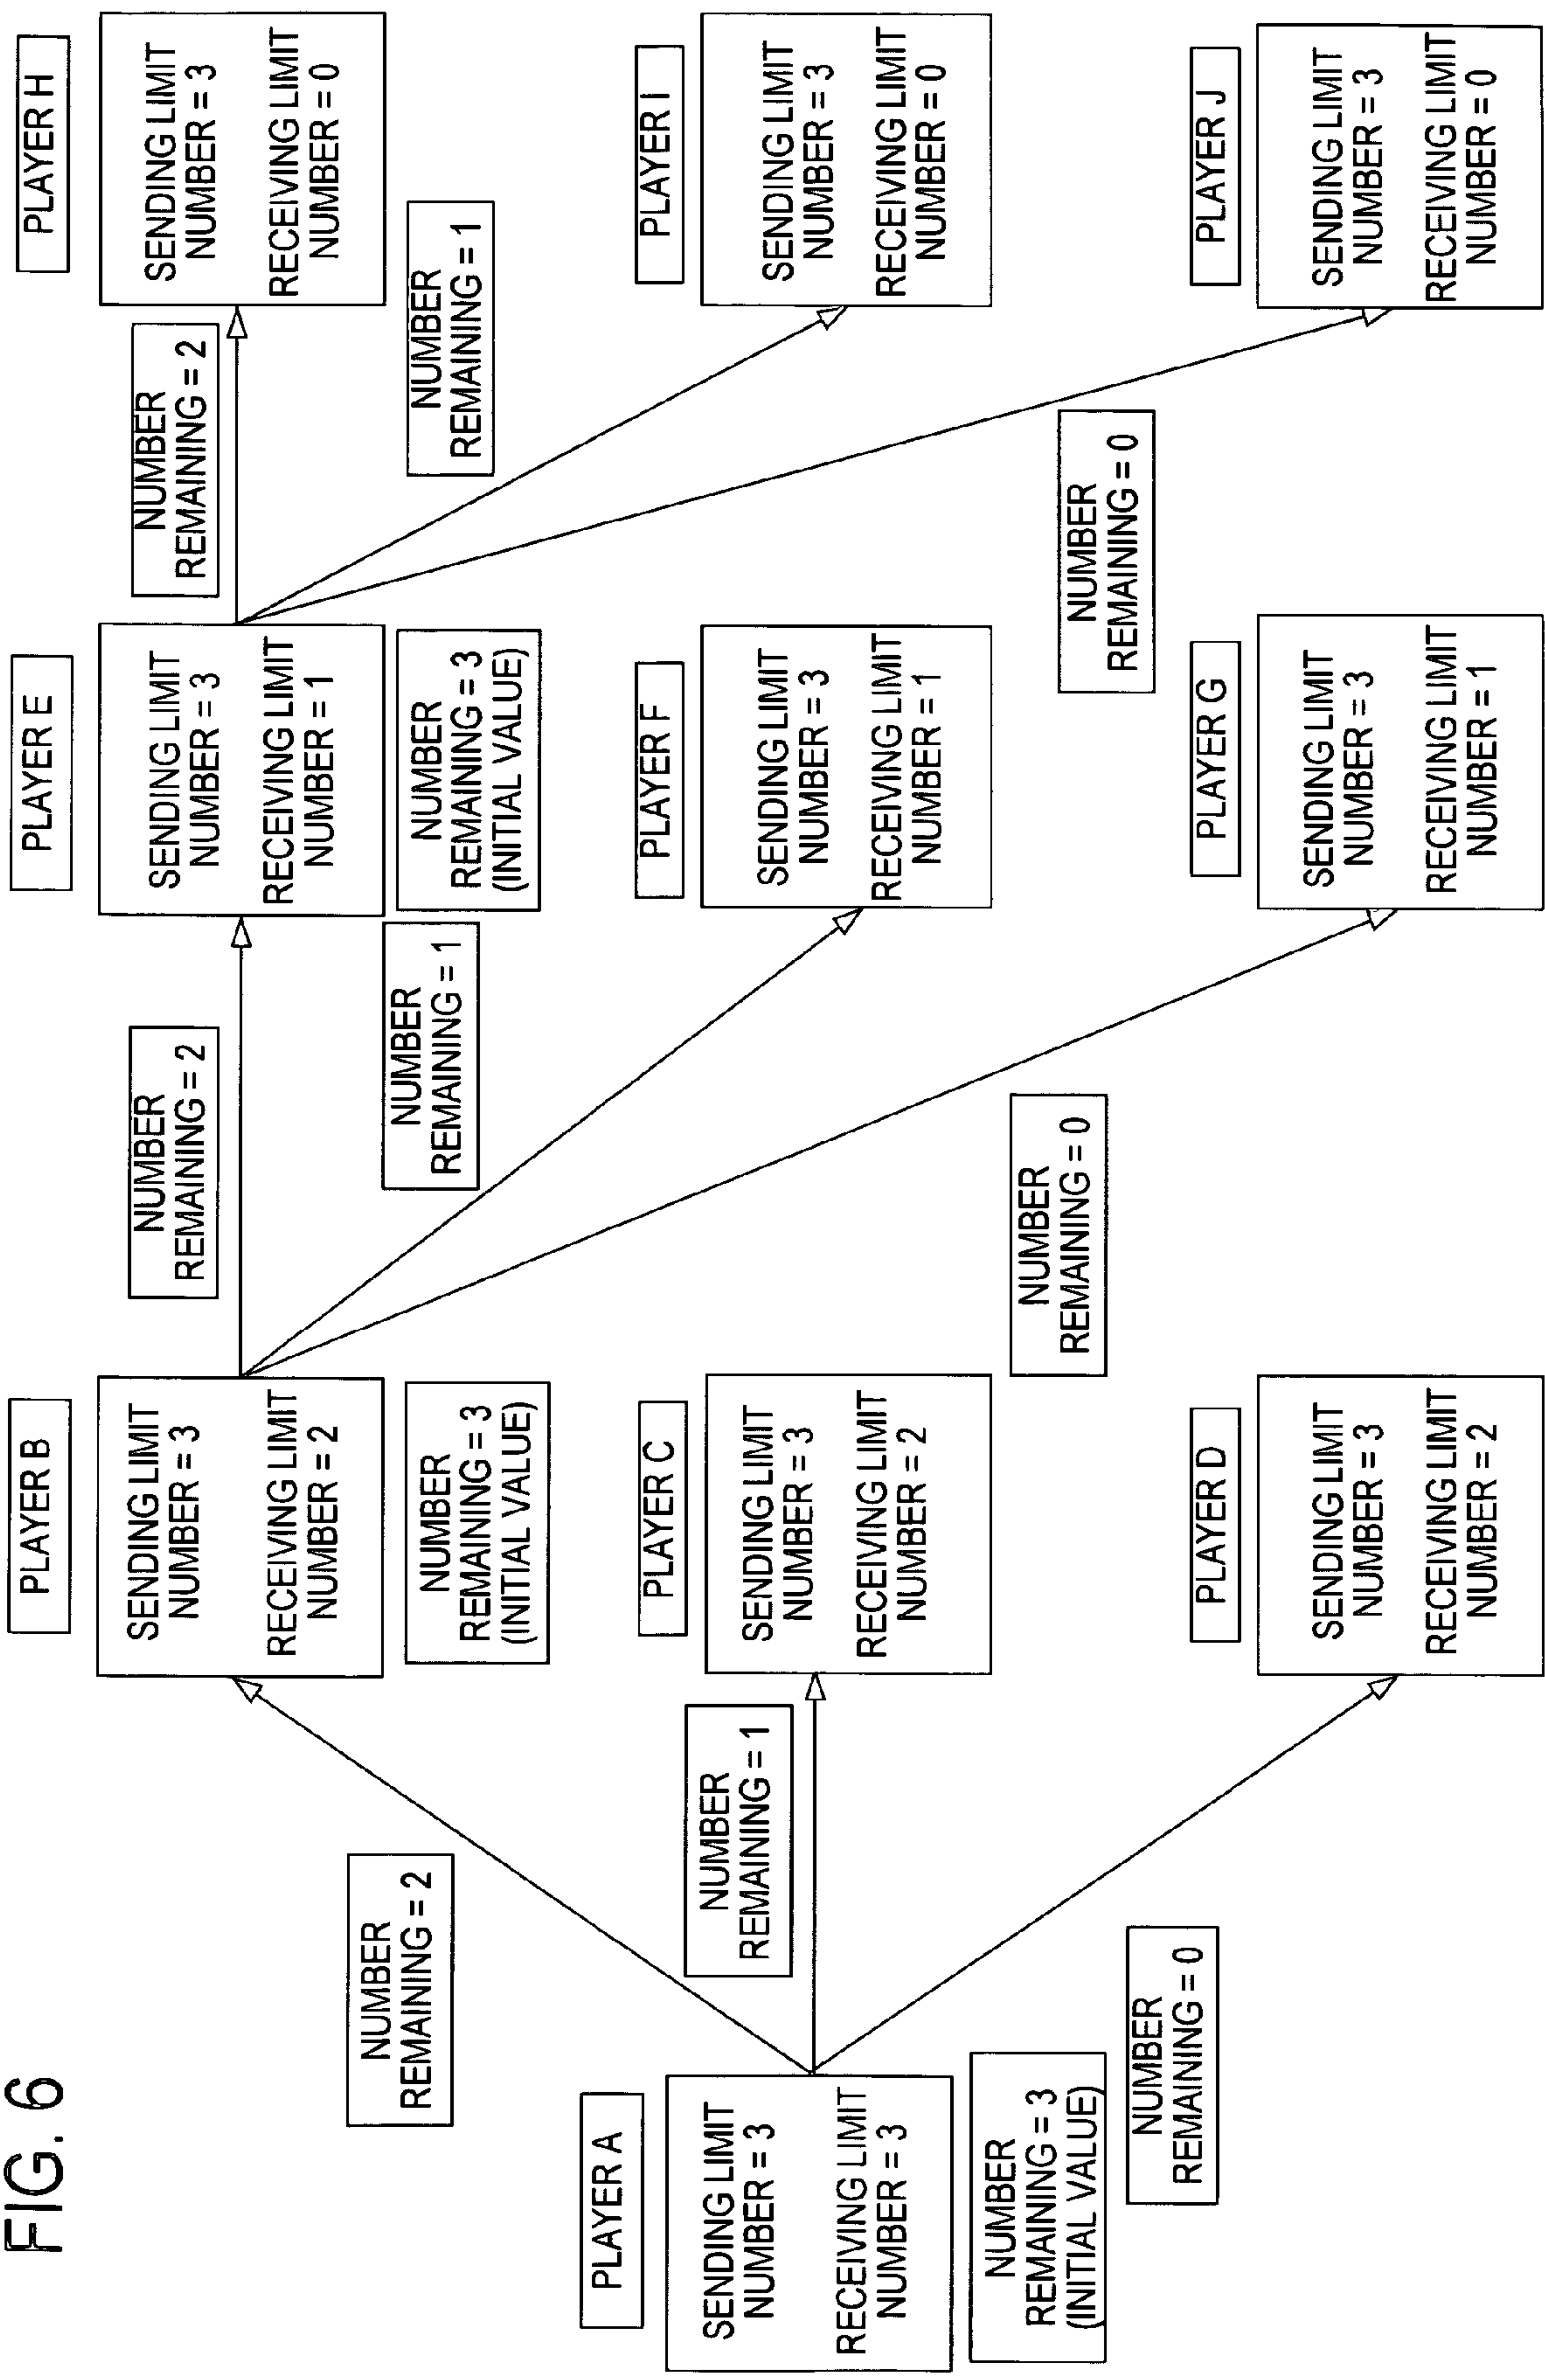 FIG. 6
PLAYER A
SENDING LIMIT
NUMBER = 3
RECEIVING LIMIT
NUMBER = 3
NUMBER
REMAINING = 3
(INITIAL VALUE)
NUMBER
REMAINING = 2
NUMBER
REMAINING = 1
NUMBER
REMAINING = 0
PLAYER B
SENDING LIMIT
NUMBER = 3
RECEIVING LIMIT
NUMBER = 2
NUMBER
REMAINING = 3
(INITIAL VALUE)
PLAYER C
SENDING LIMIT
NUMBER = 3
RECEIVING LIMIT
NUMBER = 2
PLAYER D
SENDING LIMIT
NUMBER = 3
RECEIVING LIMIT
NUMBER = 2
NUMBER
REMAINING = 2
NUMBER
REMAINING = 1
NUMBER
REMAINING = 0
PLAYER E
SENDING LIMIT
NUMBER = 3
RECEIVING LIMIT
NUMBER = 1
NUMBER
REMAINING = 3
(INITIAL VALUE)
PLAYER F
SENDING LIMIT
NUMBER = 3
RECEIVING LIMIT
NUMBER = 1
PLAYER G
SENDING LIMIT
NUMBER = 3
RECEIVING LIMIT
NUMBER = 1
NUMBER
REMAINING = 2
NUMBER
REMAINING = 1
NUMBER
REMAINING = 0
PLAYER H
SENDING LIMIT
NUMBER = 3
RECEIVING LIMIT
NUMBER = 0
PLAYER I
SENDING LIMIT
NUMBER = 3
RECEIVING LIMIT
NUMBER = 0
PLAYER J
SENDING LIMIT
NUMBER = 3
RECEIVING LIMIT
NUMBER = 0